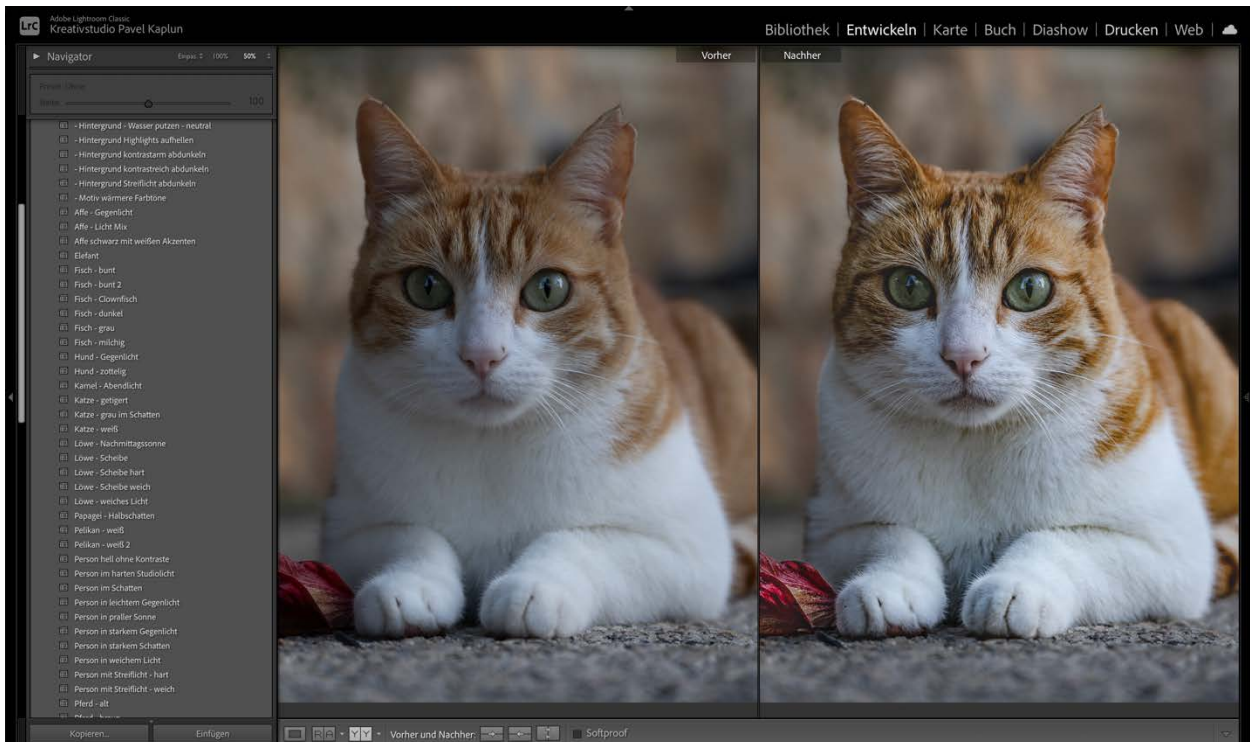 LrC
Adobe Lightroom Classic
Kreativstudio Pavel Kaplun
Bibliothek | Entwickeln | Karte | Buch | Diashow | Drucken | Web |
Navigator
Einpas.
100%
50%
100
- Hintergrund - Wasser putzen - neutral
- Hintergrund Highlights aufhellen
- Hintergrund kontrastarm abdunkeln
- Hintergrund kontrastreich abdunkeln
- Hintergrund Streiflicht abdunkeln
- Motiv wärmere Farbtöne
Affe - Gegenlicht
Affe - Licht Mix
Affe schwarz mit weißen Akzenten
Elefant
Fisch - bunt
Fisch - bunt 2
Fisch - Clownfisch
Fisch - dunkel
Fisch - grau
Fisch - milchig
Hund - Gegenlicht
Hund - zottelig
Kamel - Abendlicht
Katze - getigert
Katze - grau im Schatten
Katze - weiß
Löwe - Nachmittagssonne
Löwe - Scheibe
Löwe - Scheibe hart
Löwe - Scheibe weich
Löwe - weiches Licht
Papagei - Halbschatten
Pelikan - weiß
Pelikan - weiß 2
Person hell ohne Kontraste
Person im harten Studiolicht
Person im Schatten
Person in leichtem Gegenlicht
Person in praller Sonne
Person in starkem Gegenlicht
Person in starkem Schatten
Person in weichem Licht
Person mit Streiflicht - hart
Person mit Streiflicht - weich
Pferd - alt
Kopieren...
Einfügen
Vorher
Nachher
R A
Y Y
Vorher und Nachher:
Softproof